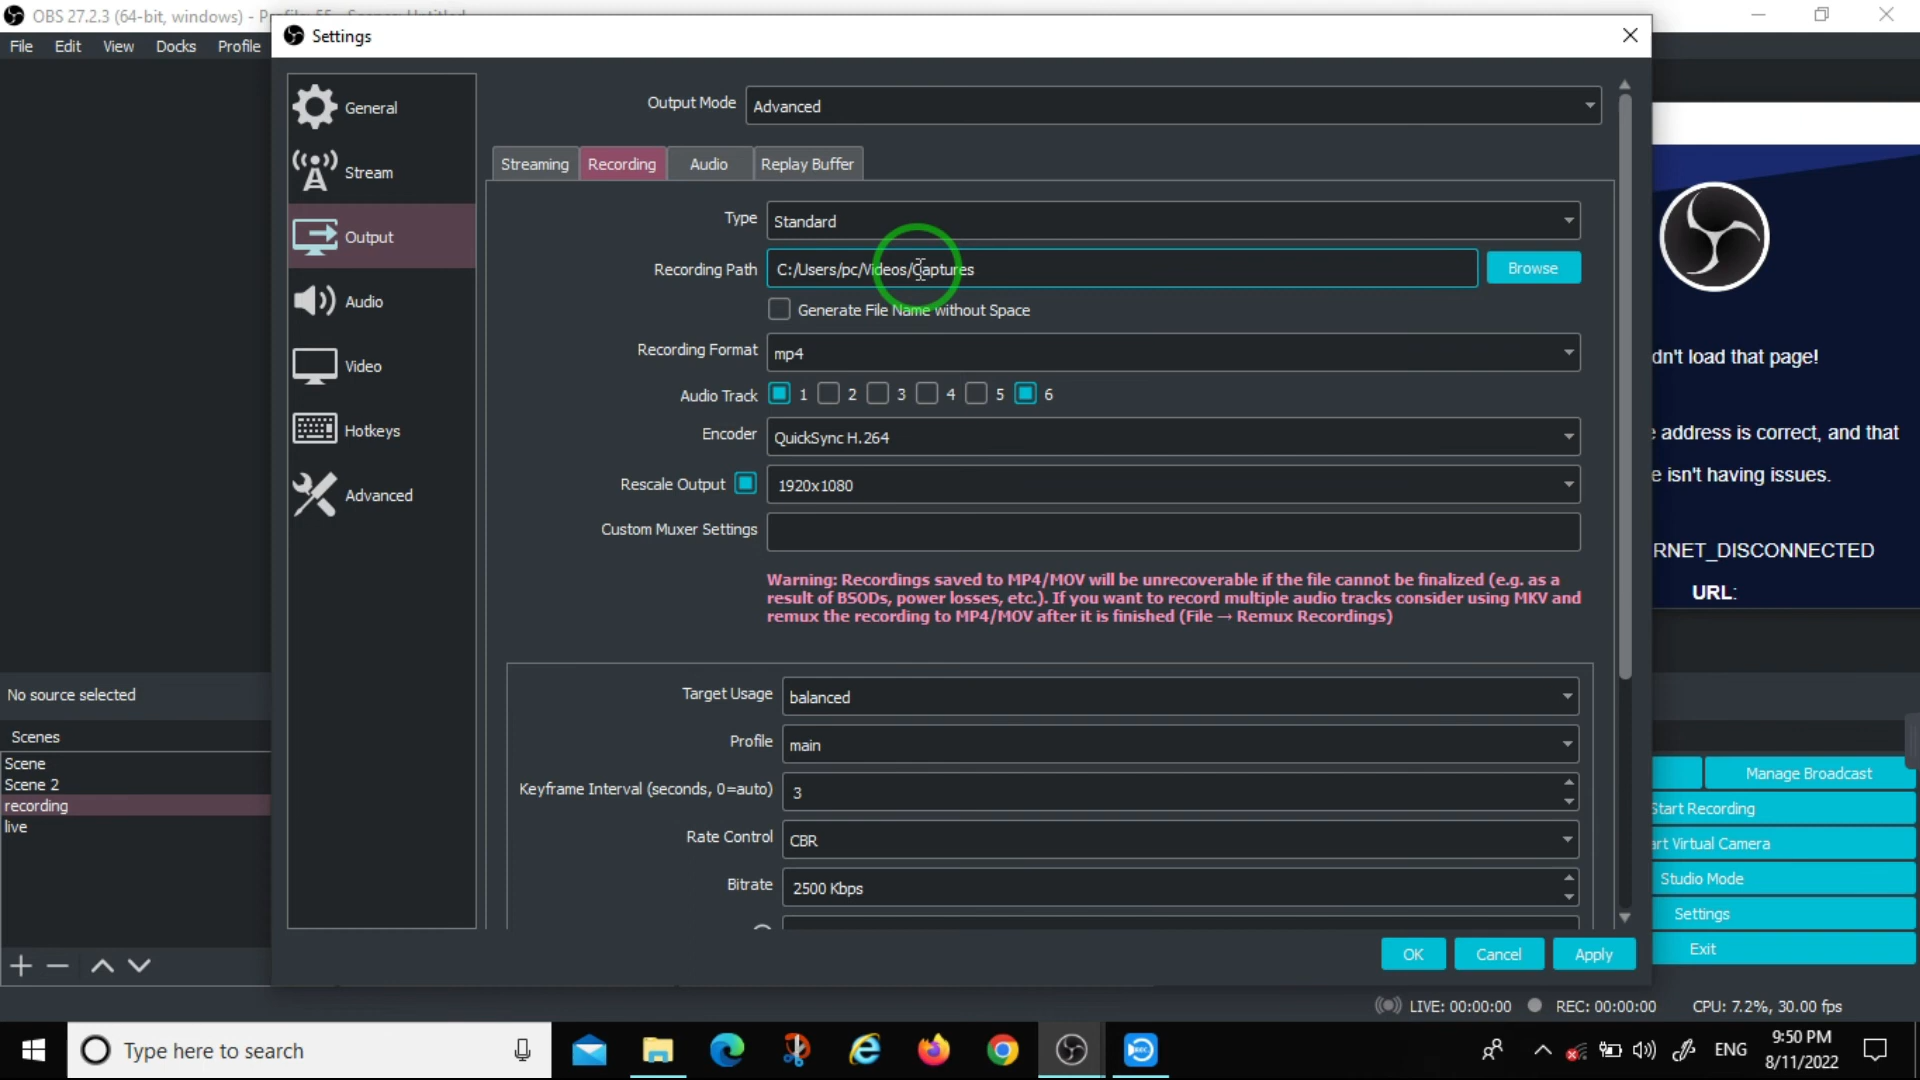 OBS 27.2.3 (64-bit, windows) -
File Edit View Docks Profile
Settings
General
Stream
Output
Audio
Video
Hotkeys
Advanced
Output Mode Advanced
Streaming Recording Audio Replay Buffer
Type Standard
Recording Path C:/Users/pc/Videos/Captures Browse
Generate File Name without Space
Recording Format mp4
Audio Track 1 2 3 4 5 6
Encoder QuickSync H.264
Rescale Output 1920x1080
Custom Muxer Settings
Warning: Recordings saved to MP4/MOV will be unrecoverable if the file cannot be finalized (e.g. as a
result of BSODs, power losses, etc.). If you want to record multiple audio tracks consider using MKV and
remux the recording to MP4/MOV after it is finished (File → Remux Recordings)
Target Usage balanced
Profile main
Keyframe Interval (seconds, 0=auto) 3
Rate Control CBR
Bitrate 2500 Kbps
OK Cancel Apply
dn't load that page!
address is correct, and that
e isn't having issues.
RNET_DISCONNECTED
URL:
No source selected
Scenes
Scene
Scene 2
recording
live
Manage Broadcast
Start Recording
art Virtual Camera
Studio Mode
Settings
Exit
LIVE: 00:00:00 REC: 00:00:00 CPU: 7.2%, 30.00 fps
Type here to search
ENG
9:50 PM
8/11/2022